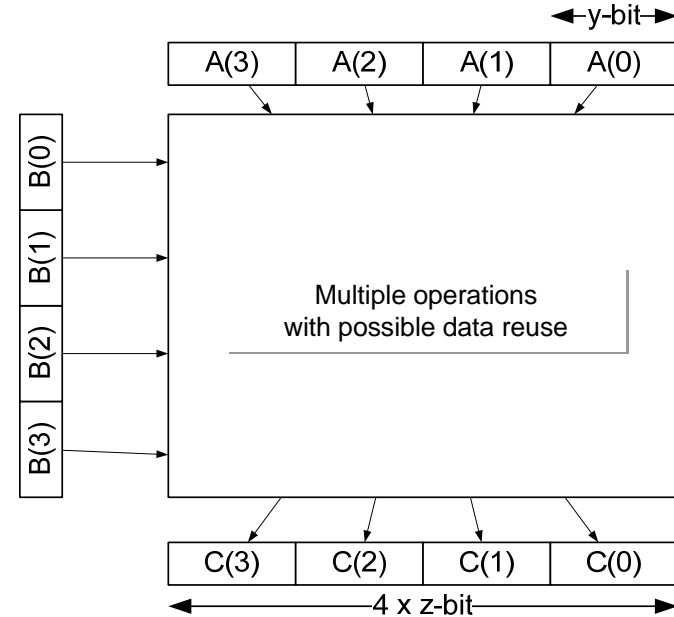 y-bit
A(3) A(2) A(1) A(0)
B(0)
B(1)
B(2)
B(3)
Multiple operations
with possible data reuse
C(3) C(2) C(1) C(0)
4 x z-bit